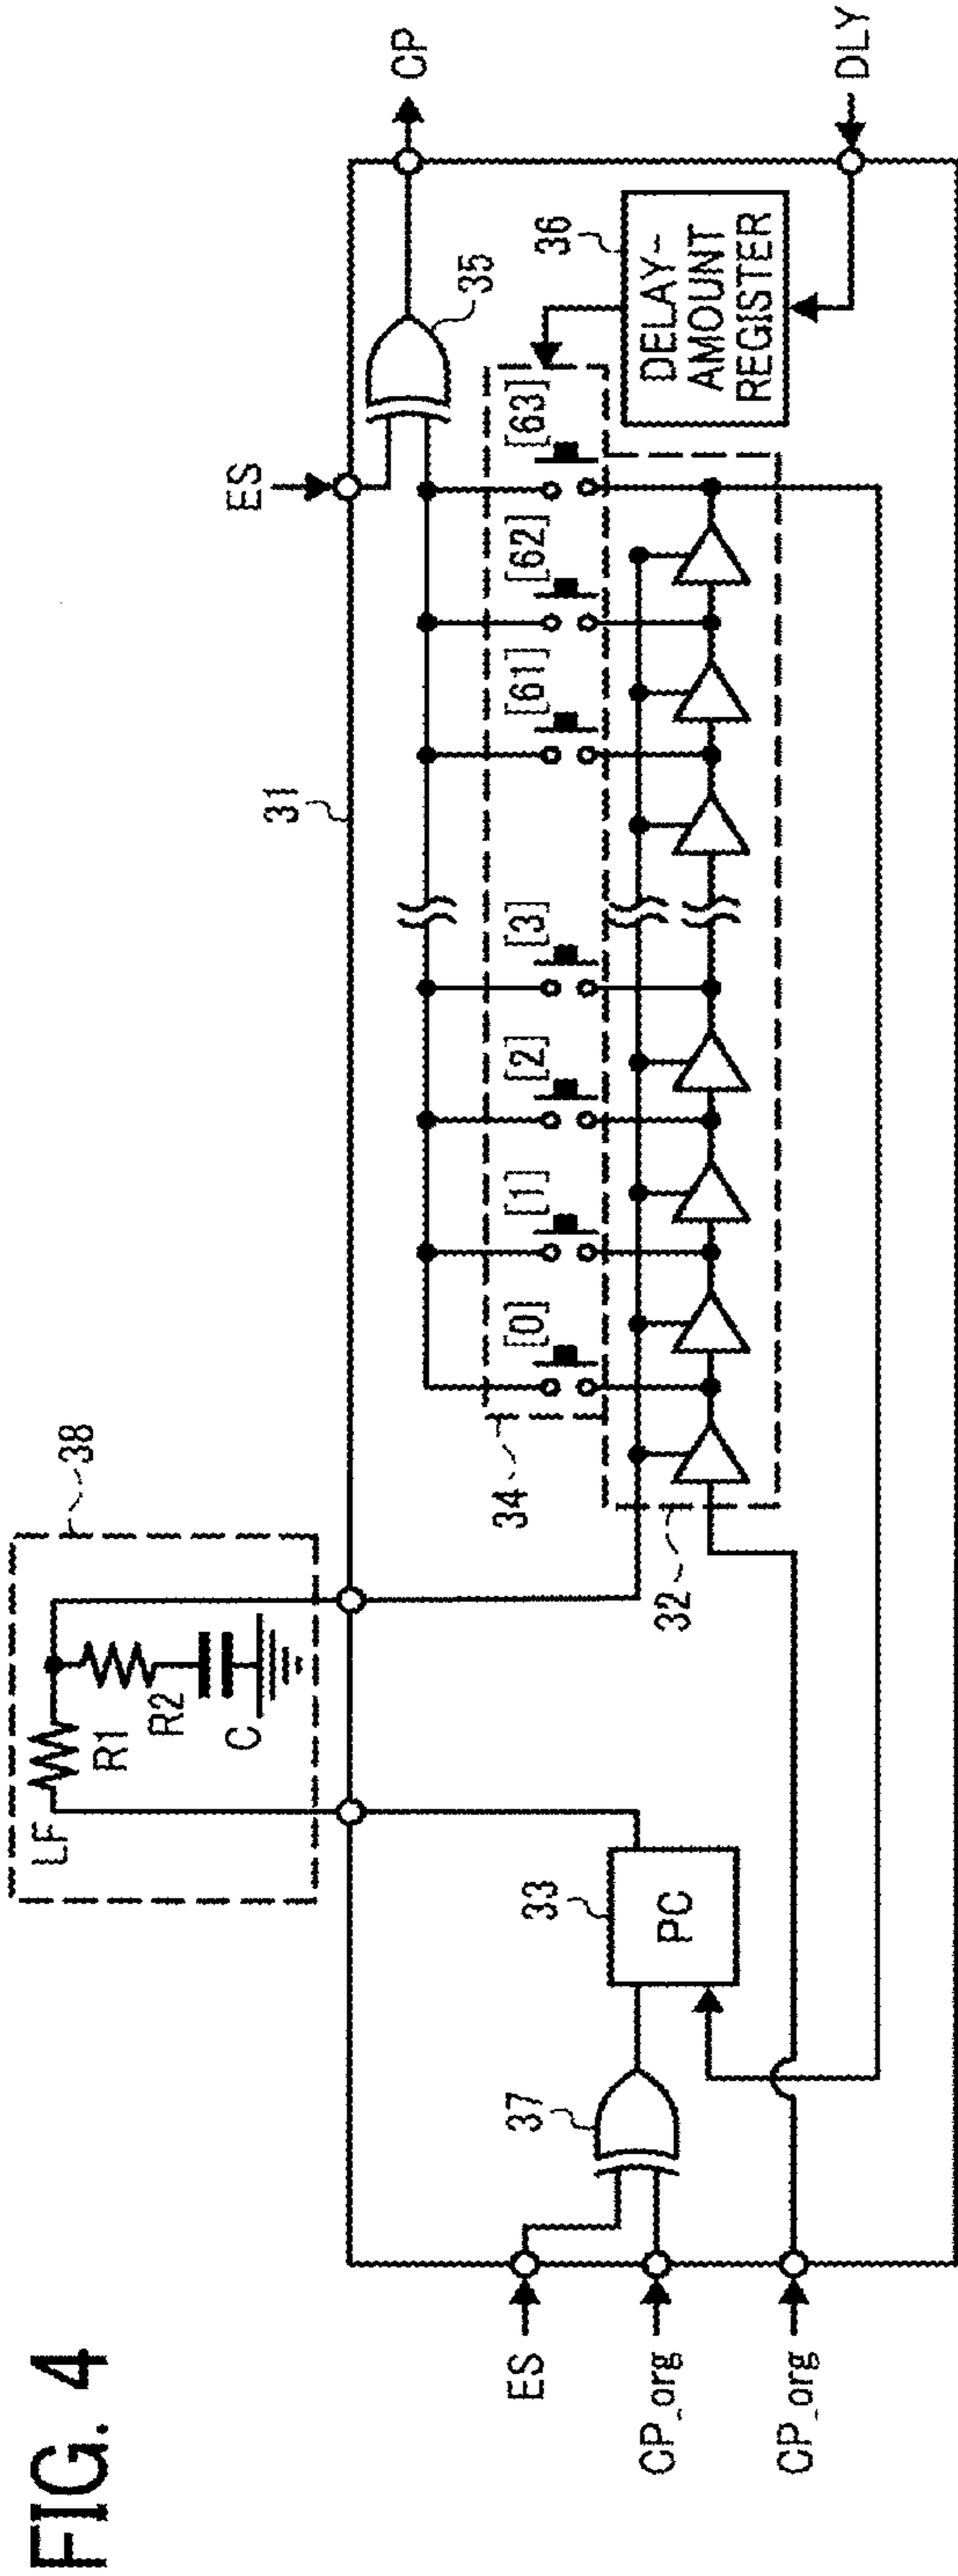 FIG. 4
38
LF
R1
R2
C
31
ES
CP
35
34
[0]
[1]
[2]
[3]
[61]
[62]
[63]
36
DELAY-
AMOUNT
REGISTER
DLY
32
33
PC
37
ES
CP_org
CP_org